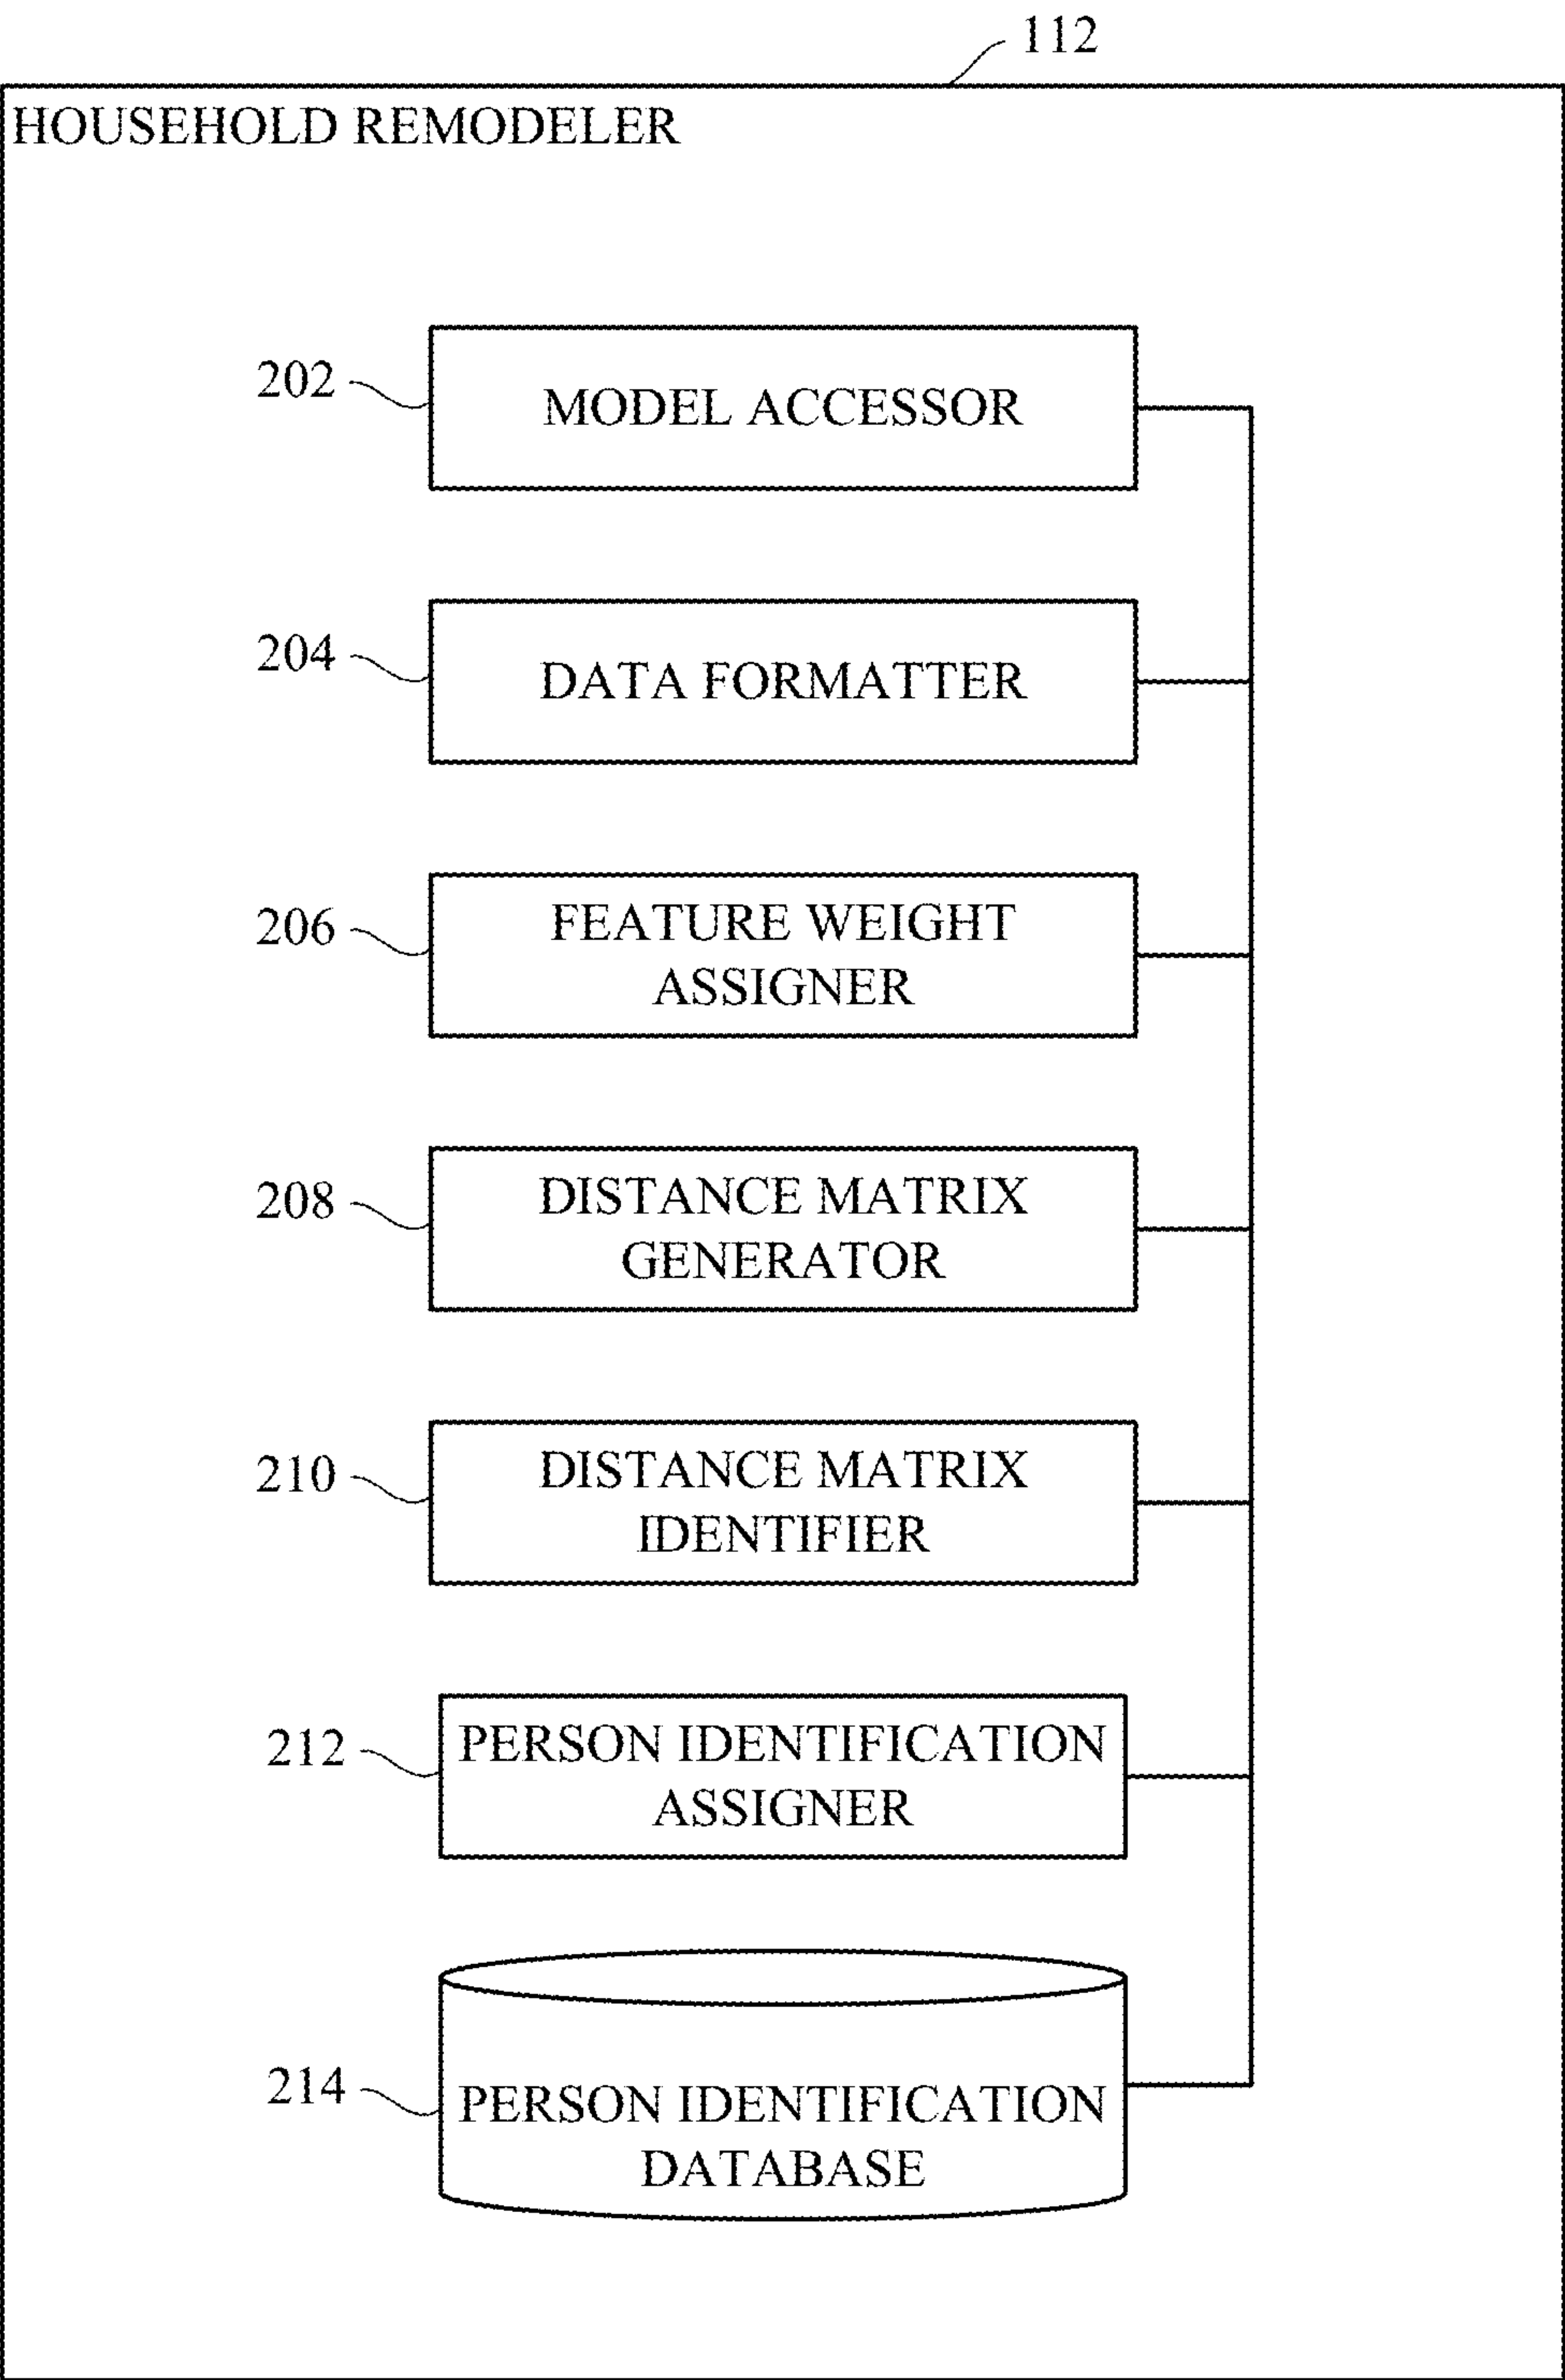 112
HOUSEHOLD REMODELER
202
MODEL ACCESSOR
204
DATA FORMATTER
206
FEATURE WEIGHT
ASSIGNER
208
DISTANCE MATRIX
GENERATOR
210
DISTANCE MATRIX
IDENTIFIER
212
PERSON IDENTIFICATION
ASSIGNER
214
PERSON IDENTIFICATION
DATABASE